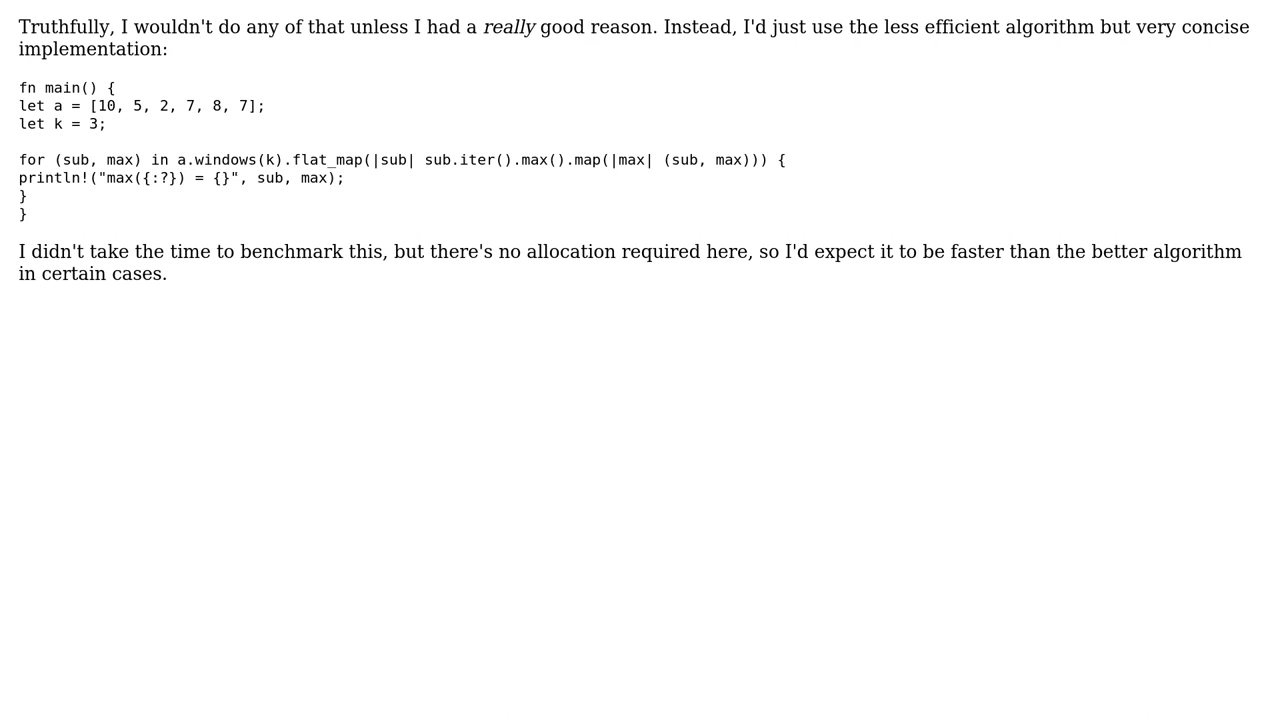 Truthfully, I wouldn't do any of that unless I had a really good reason. Instead, I'd just use the less efficient algorithm but very concise
implementation:
fn main() {
let a = [10, 5, 2, 7, 8, 7];
let k = 3;
for (sub, max) in a.windows(k).flat_map(|sub| sub.iter().max().map(|max| (sub, max))) {
println!("max({:?}) = {}", sub, max);
}
}
I didn't take the time to benchmark this, but there's no allocation required here, so I'd expect it to be faster than the better algorithm
in certain cases.